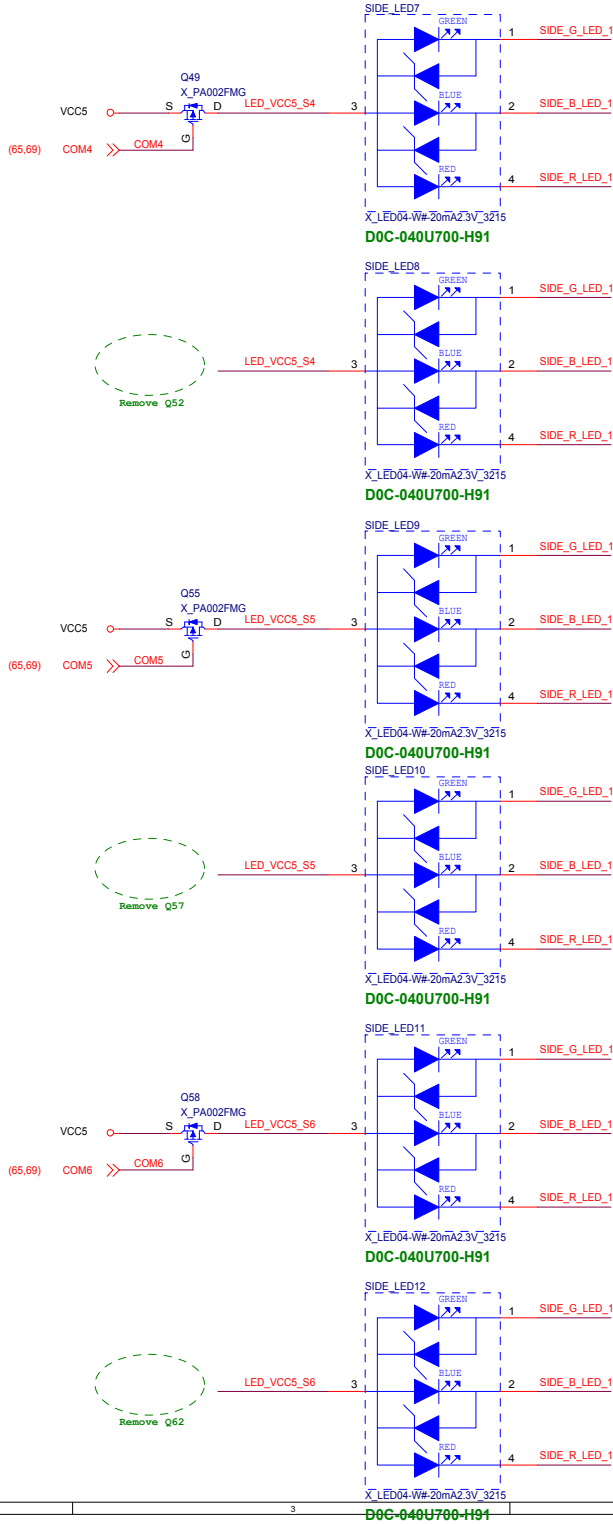 SIDE_LED7
GREEN
1 SIDE_G_LED_1
Q49
X_PA002FMG
BLUE
VCC5 S D LED_VCC5_S4 3 2 SIDE_B_LED_1
G
(65,69) COM4 COM4
RED
4 SIDE_R_LED_1
X_LED04-W#-20mA2.3V_3215
D0C-040U700-H91
SIDE_LED8
GREEN
1 SIDE_G_LED_1
BLUE
LED_VCC5_S4 3 2 SIDE_B_LED_1
Remove Q52
RED
4 SIDE_R_LED_1
X_LED04-W#-20mA2.3V_3215
D0C-040U700-H91
SIDE_LED9
GREEN
1 SIDE_G_LED_1
Q55
X_PA002FMG
BLUE
VCC5 S D LED_VCC5_S5 3 2 SIDE_B_LED_1
G
(65,69) COM5 COM5
RED
4 SIDE_R_LED_1
X_LED04-W#-20mA2.3V_3215
D0C-040U700-H91
SIDE_LED10
GREEN
1 SIDE_G_LED_1
BLUE
LED_VCC5_S5 3 2 SIDE_B_LED_1
Remove Q57
RED
4 SIDE_R_LED_1
X_LED04-W#-20mA2.3V_3215
D0C-040U700-H91
SIDE_LED11
GREEN
1 SIDE_G_LED_1
Q58
X_PA002FMG
BLUE
VCC5 S D LED_VCC5_S6 3 2 SIDE_B_LED_1
G
(65,69) COM6 COM6
RED
4 SIDE_R_LED_1
X_LED04-W#-20mA2.3V_3215
D0C-040U700-H91
SIDE_LED12
GREEN
1 SIDE_G_LED_1
BLUE
LED_VCC5_S6 3 2 SIDE_B_LED_1
Remove Q62
RED
4 SIDE_R_LED_1
X_LED04-W#-20mA2.3V_3215
3
D0C-040U700-H91